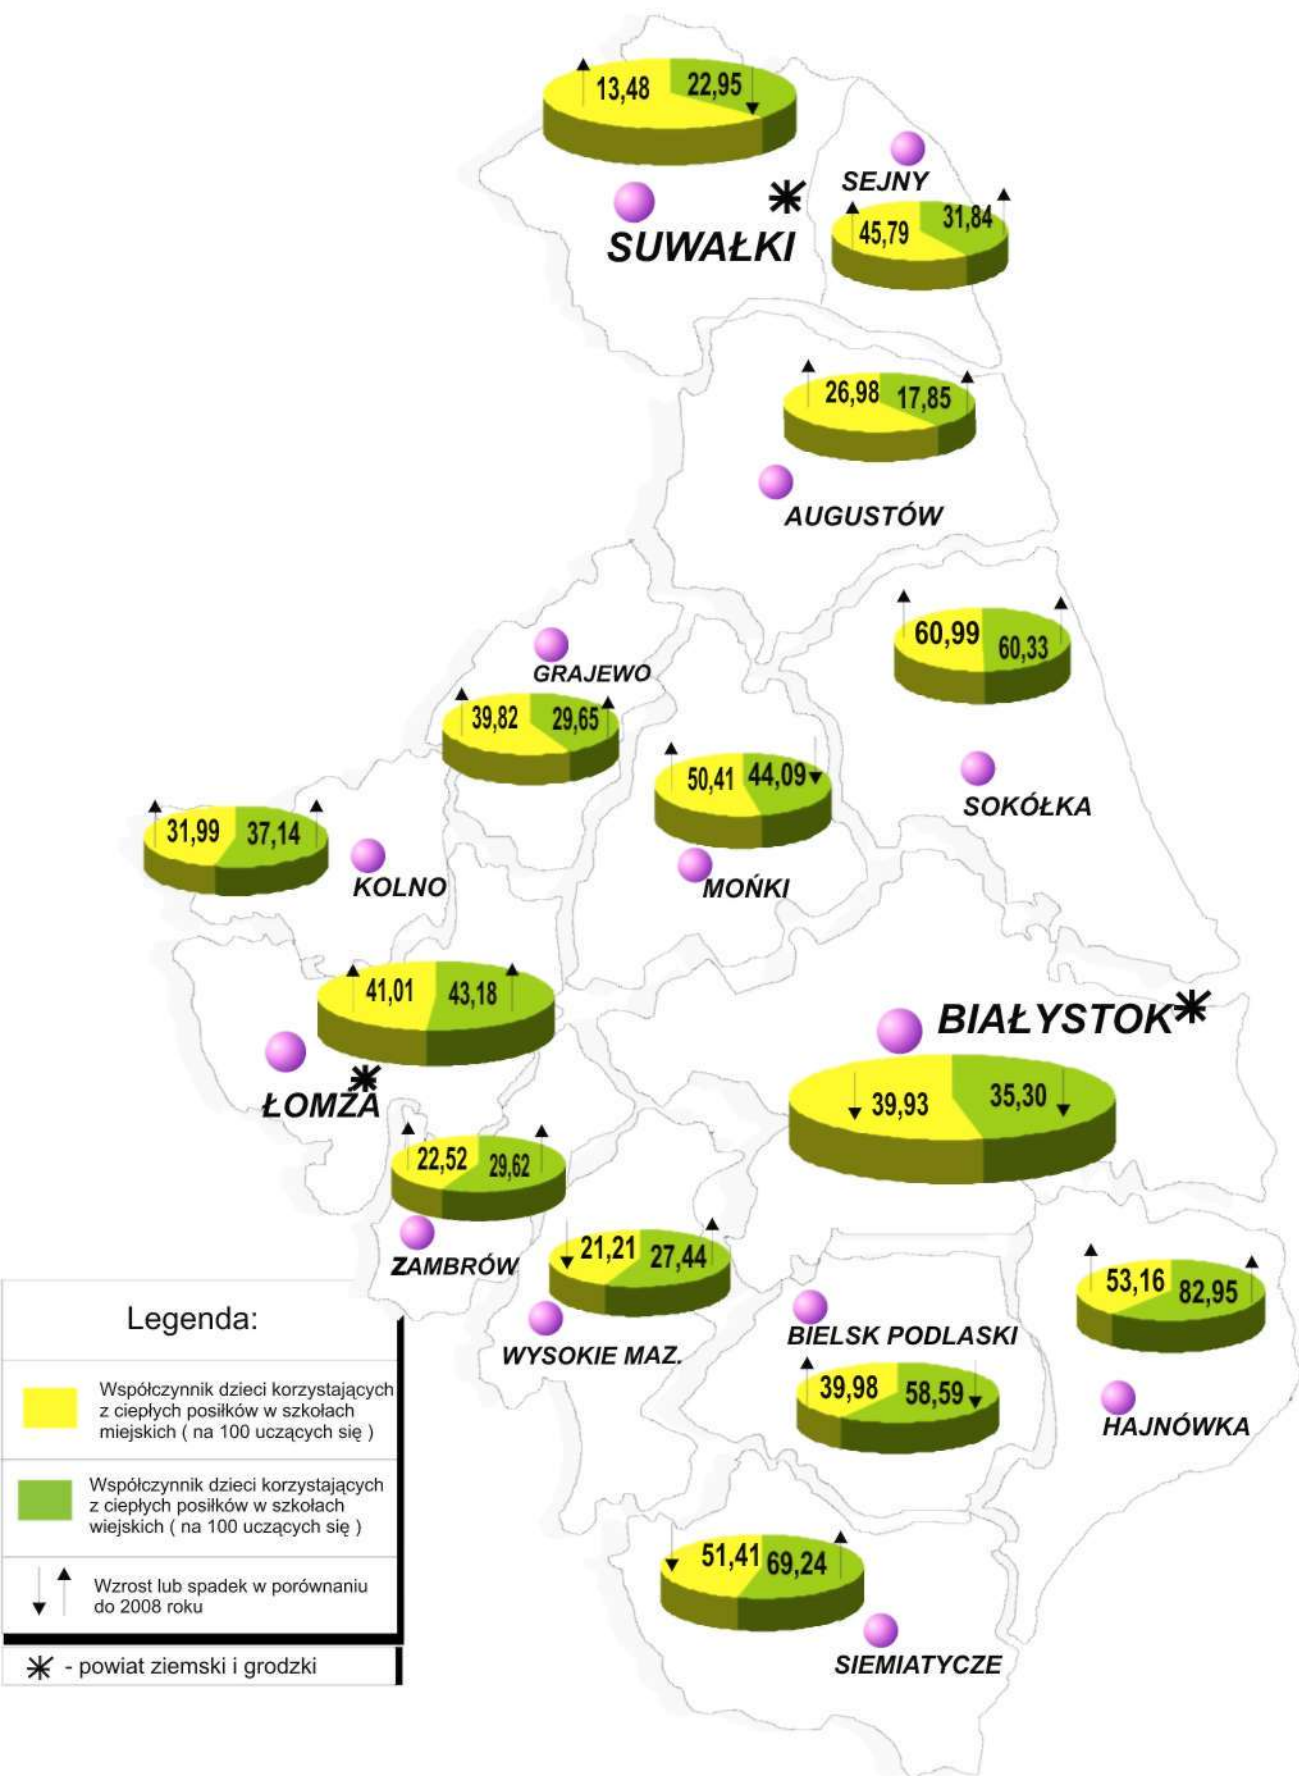 13,48 22,95
SEJNY
SUWAŁKI
45,79 31,84
26,98 17,85
AUGUSTÓW
60,99 60,33
GRAJEWO
39,82 29,65
50,41 44,09
SOKÓŁKA
31,99 37,14
KOLNO
MOŃKI
41,01 43,18
BIAŁYSTOK
ŁOMŻA
39,93 35,30
22,52 29,62
ZAMBRÓW
21,21 27,44
53,16 82,95
BIELSK PODLASKI
WYSOKIE MAZ.
39,98 58,59
HAJNÓWKA
51,41 69,24
SIEMIATYCZE
Legenda:
Współczynnik dzieci korzystających
z ciepłych posiłków w szkołach
miejskich ( na 100 uczących się )
Współczynnik dzieci korzystających
z ciepłych posiłków w szkołach
wiejskich ( na 100 uczących się )
Wzrost lub spadek w porównaniu
do 2008 roku
- powiat ziemski i grodzki